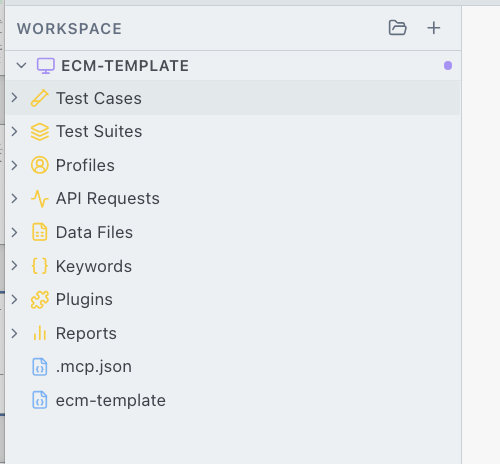 WORKSPACE
ECM-TEMPLATE
Test Cases
Test Suites
Profiles
API Requests
Data Files
Keywords
Plugins
Reports
.mcp.json
ecm-template